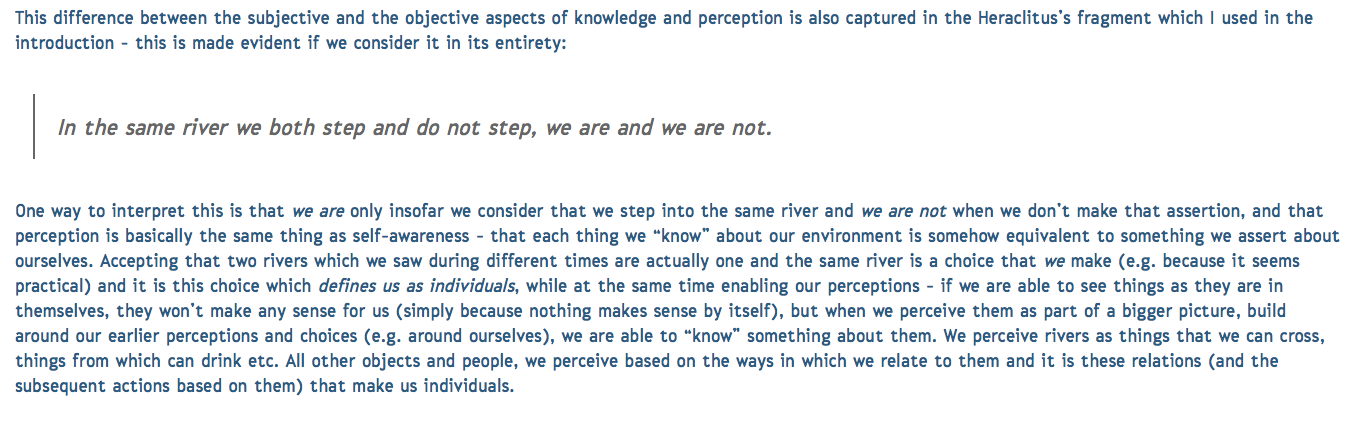 This difference between the subjective and the objective aspects of knowledge and perception is also captured in the Heraclitus's fragment which I used in the
introduction - this is made evident if we consider it in its entirety:
In the same river we both step and do not step, we are and we are not.
One way to interpret this is that we are only insofar we consider that we step into the same river and we are not when we don't make that assertion, and that
perception is basically the same thing as self-awareness - that each thing we “know” about our environment is somehow equivalent to something we assert about
ourselves. Accepting that two rivers which we saw during different times are actually one and the same river is a choice that we make (e.g. because it seems
practical) and it is this choice which defines us as individuals, while at the same time enabling our perceptions - if we are able to see things as they are in
themselves, they won't make any sense for us (simply because nothing makes sense by itself), but when we perceive them as part of a bigger picture, build
around our earlier perceptions and choices (e.g. around ourselves), we are able to “know” something about them. We perceive rivers as things that we can cross,
things from which can drink etc. All other objects and people, we perceive based on the ways in which we relate to them and it is these relations (and the
subsequent actions based on them) that make us individuals.